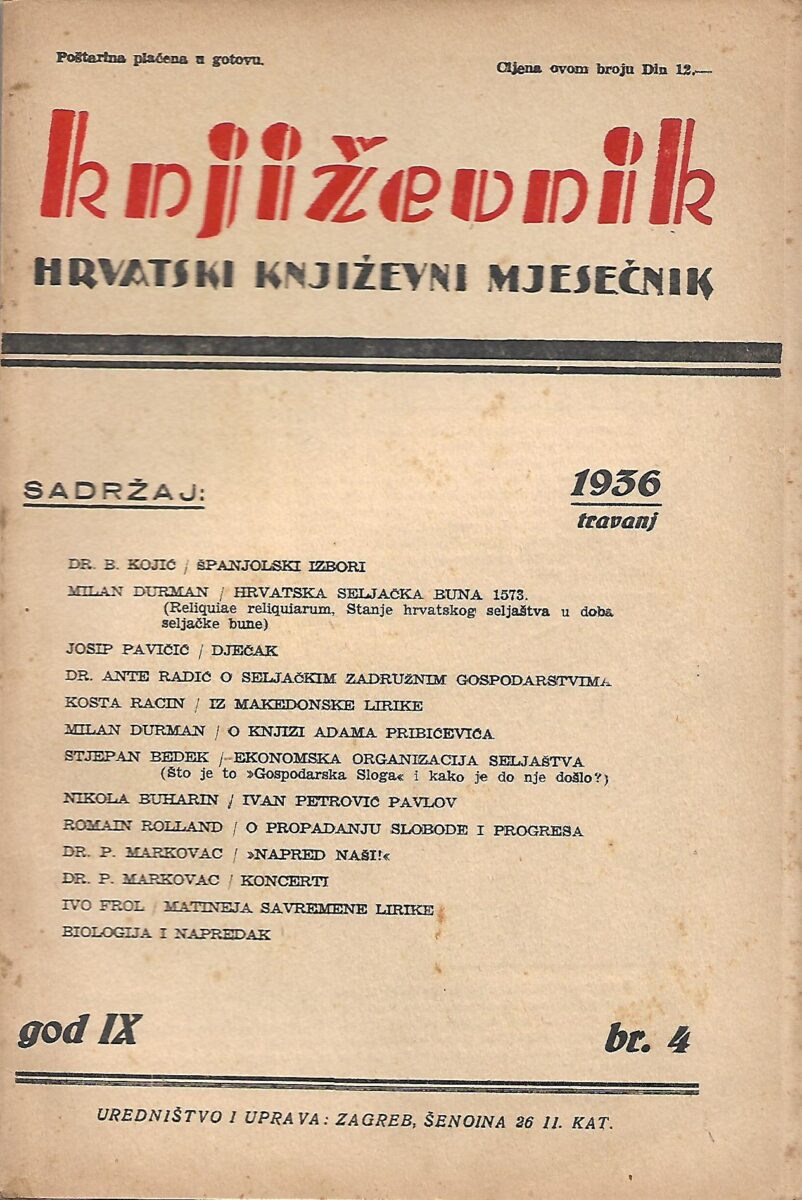 Poštarina plaćena u gotovu.
Cijena ovom broju Din 12.—
književnik
HRVATSKI KNJIŽEVNI MJESEČNIK
SADRŽAJ:
1936
travanj
DR. B. KOJIĆ / ŠPANJOLSKI IZBORI
MILAN DURMAN / HRVATSKA SELJAČKA BUNA 1573.
(Reliquiae reliquiarum, Stanje hrvatskog seljaštva u doba
seljačke bune)
JOSIP PAVIČIĆ / DJEČAK
DR. ANTE RADIĆ O SELJAČKIM ZADRUŽNIM GOSPODARSTVIMA
KOSTA RACIN / IZ MAKEDONSKE LIRIKE
MILAN DURMAN / O KNJIZI ADAMA PRIBIĆEVIĆA
STJEPAN BEDEK / EKONOMSKA ORGANIZACIJA SELJAŠTVA
(Što je to »Gospodarska Sloga« i kako je do nje došlo?)
NIKOLA BUHARIN / IVAN PETROVIĆ PAVLOV
ROMAIN ROLLAND / O PROPADANJU SLOBODE I PROGRESA
DR. P. MARKOVAC / »NAPRED NAŠI!«
DR. P. MARKOVAC / KONCERTI
IVO FROL / MATINEJA SAVREMENE LIRIKE
BIOLOGIJA I NAPREDAK
god IX
br. 4
UREDNIŠTVO I UPRAVA: ZAGREB, ŠENOINA 26 II. KAT.